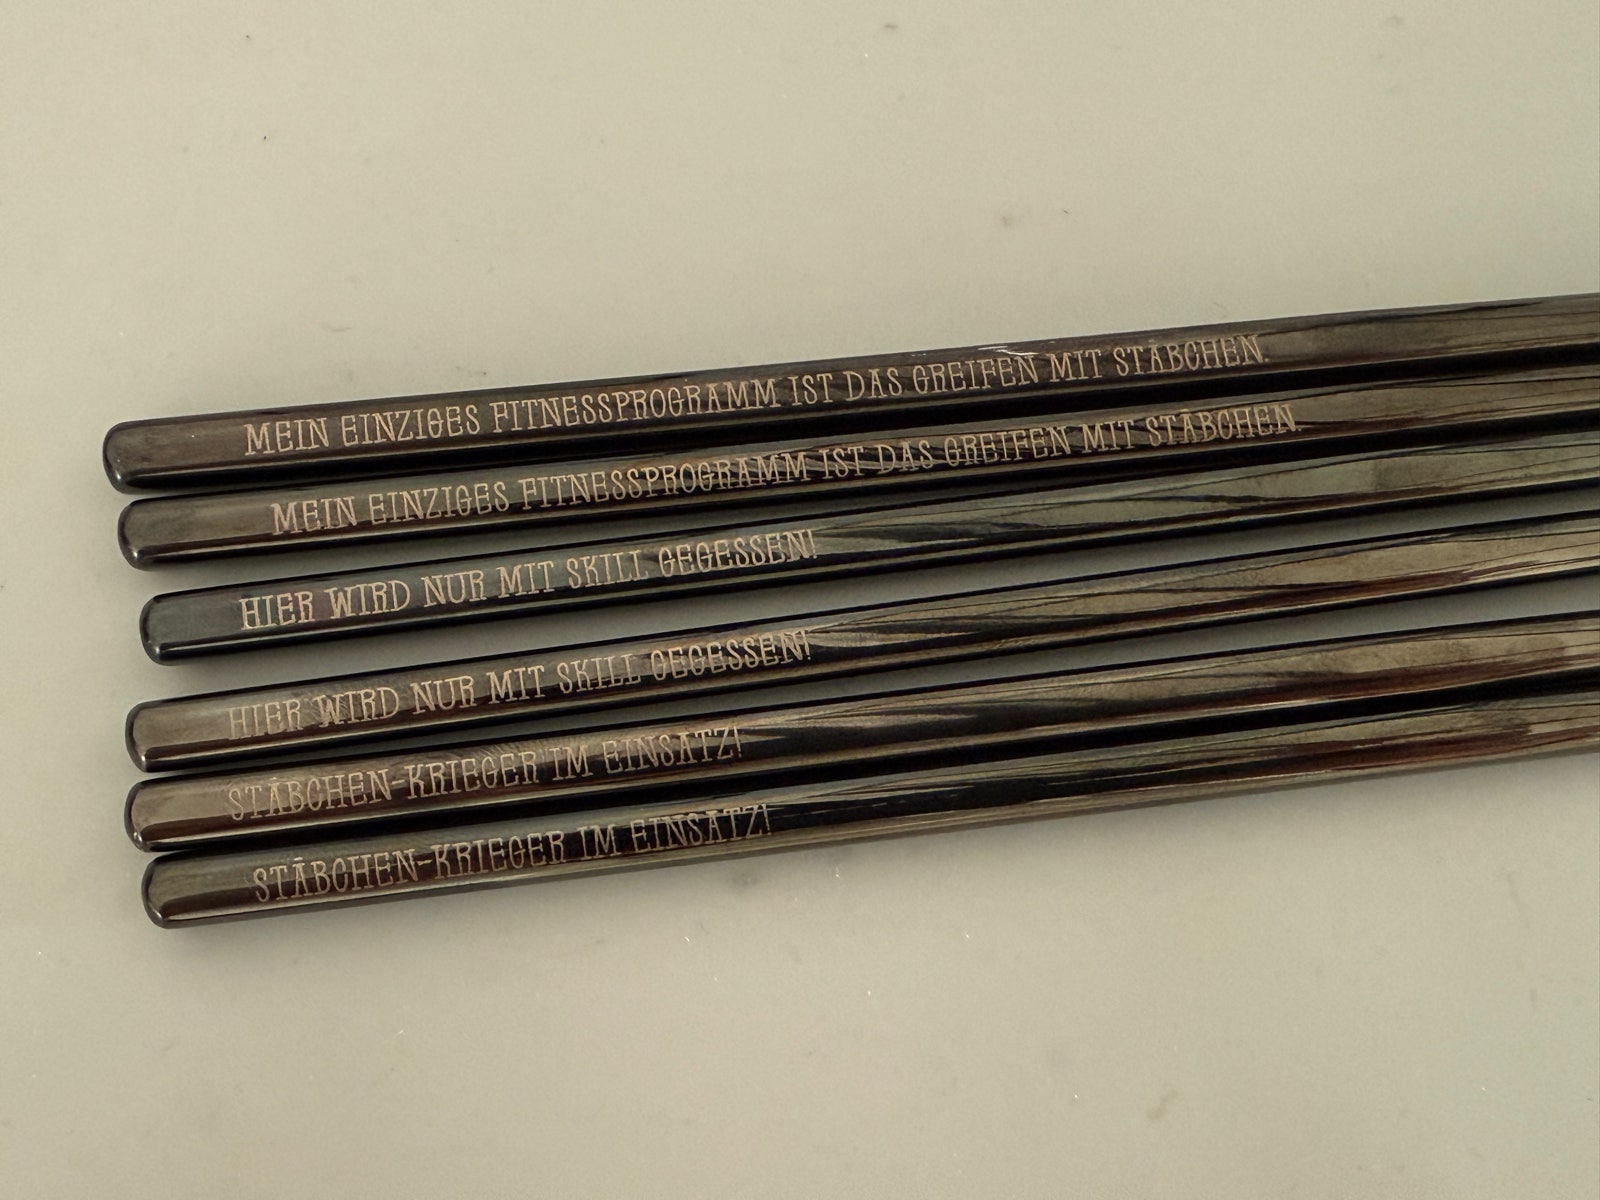 MEIN EINZIGES FITNESSPROGRAMM IST DAS GREIFEN MIT STÄBCHEN.
MEIN EINZIGES FITNESSPROGRAMM IST DAS GREIFEN MIT STÄBCHEN.
HIER WIRD NUR MIT SKILL GEGESSEN!
HIER WIRD NUR MIT SKILL GEGESSEN!
STÄBCHEN-KRIEGER IM EINSATZ!
STÄBCHEN-KRIEGER IM EINSATZ!